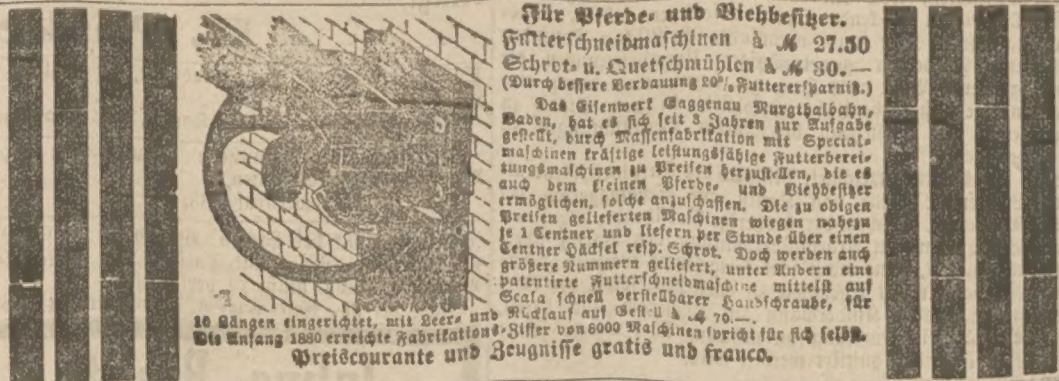 Für Pferde- und Viehbesitzer.
Futterschneidmaschinen à ℳ 27.50
Schrot- u. Quetschmühlen à ℳ 30.—
(Durch bessere Verdauung 20% Futterersparniß.)
Das Eisenwerk Gaggenau Murgthalbahn,
Baden, hat es sich seit 3 Jahren zur Aufgabe
gestellt, durch Massenfabrikation mit Special-
maschinen kräftige leistungsfähige Futterberei-
tungsmaschinen zu Preisen herzustellen, die es
auch dem kleinen Pferde- und Viehbesitzer
ermöglichen, solche anzuschaffen. Die zu obigen
Preisen gelieferten Maschinen wiegen nahezu
je 1 Centner und liefern per Stunde über einen
Centner Häcksel resp. Schrot. Doch werden auch
größere Nummern geliefert, unter Andern eine
patentirte Futterschneidmaschine mittelst auf
Scala schnell verstellbarer Handschraube, für
10 Längen eingerichtet, mit Leer- und Rücklauf auf Gestell à ℳ 70.—.
Die Anfang 1880 erreichte Fabrikations-Ziffer von 8000 Maschinen spricht für sich selbst.
Preiscourante und Zeugnisse gratis und franco.